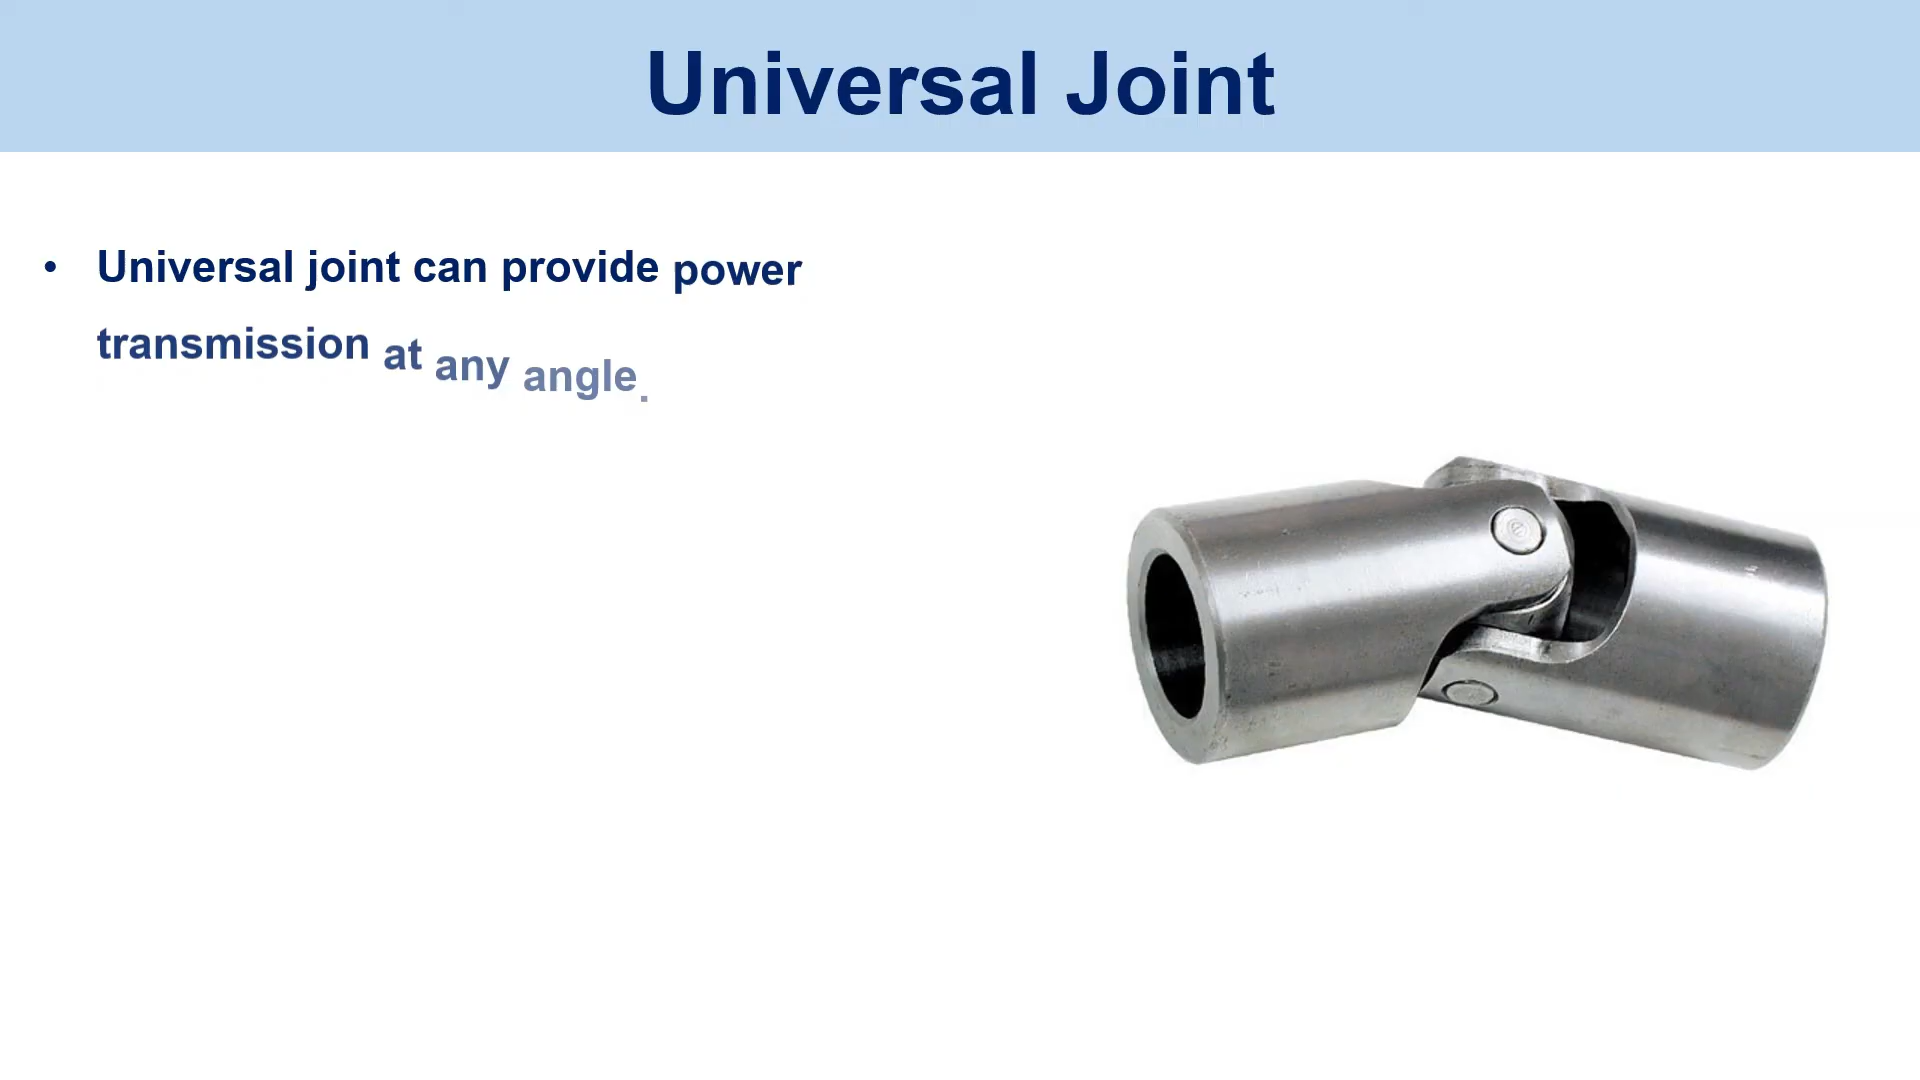 Universal Joint
• Universal joint can provide power
transmission at any angle.